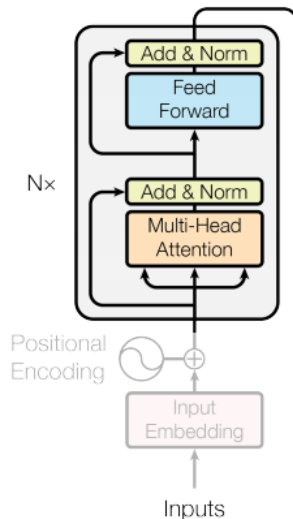 Add & Norm
Feed
Forward
N×
Add & Norm
Multi-Head
Attention
Positional
Encoding
Input
Embedding
Inputs